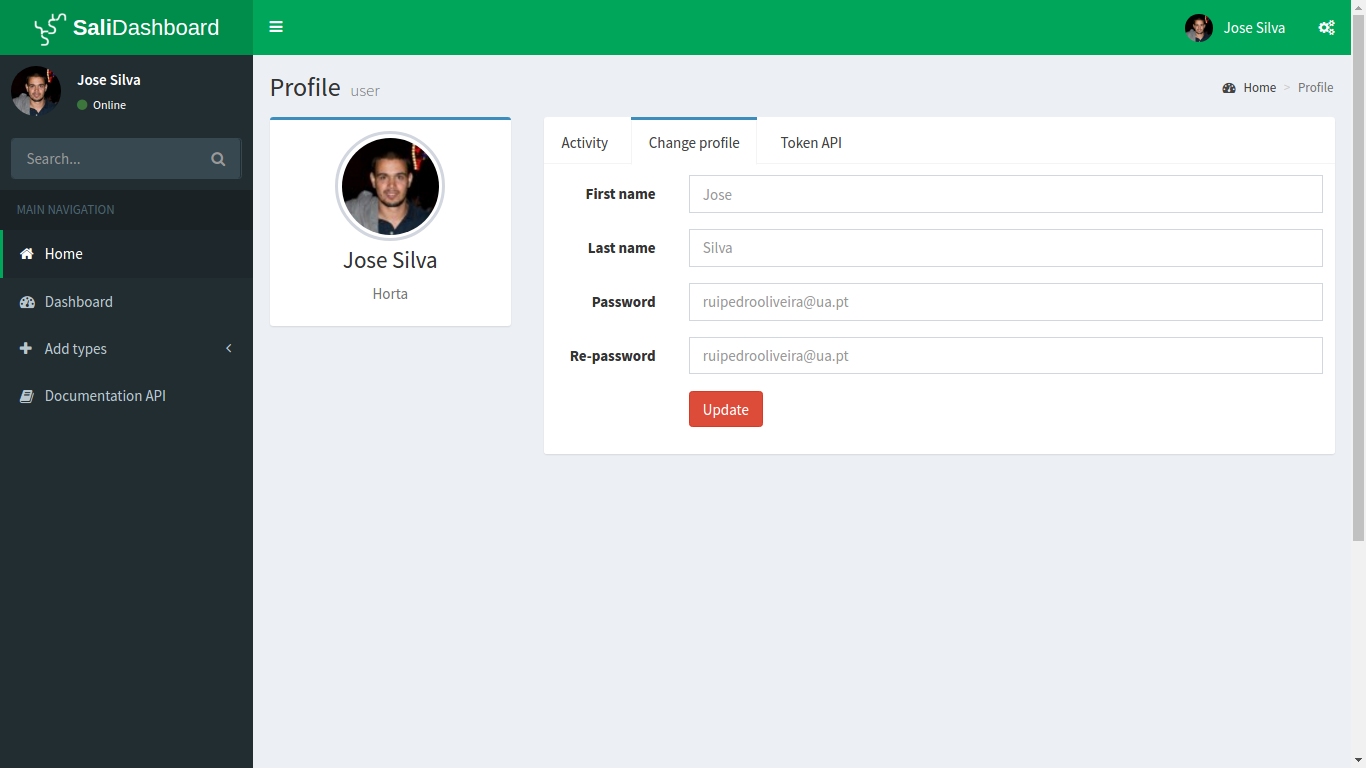 SaliDashboard
Jose Silva
Jose Silva
Online
Search...
MAIN NAVIGATION
Home
Dashboard
Add types
Documentation API
Profile user
Home > Profile
Jose Silva
Horta
Activity
Change profile
Token API
First name
Jose
Last name
Silva
Password
ruipedrooliveira@ua.pt
Re-password
ruipedrooliveira@ua.pt
Update